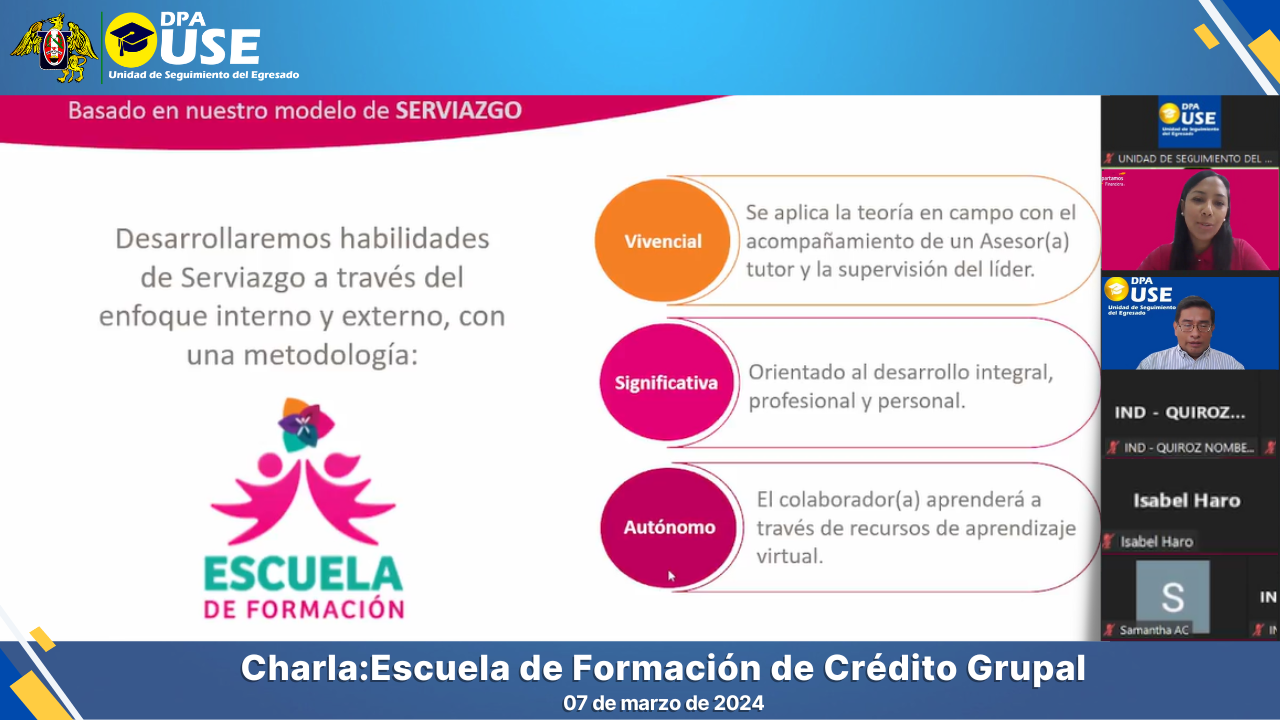 DPA
USE
Unidad de Seguimiento del Egresado
Basado en nuestro modelo de SERVIAZGO
Desarrollaremos habilidades
de Serviazgo a través del
enfoque interno y externo, con
una metodología:
ESCUELA
DE FORMACIÓN
Vivencial
Se aplica la teoría en campo con el
acompañamiento de un Asesor(a)
tutor y la supervisión del líder.
Significativa
Orientado al desarrollo integral,
profesional y personal.
Autónomo
El colaborador(a) aprenderá a
través de recursos de aprendizaje
virtual.
DPA
USE
Unidad de Seguimiento
del Egresado
UNIDAD DE SEGUIMIENTO DEL ...
partamos
Financiera
DPA
USE
Unidad de Seguimiento
del Egresado
IND - QUIROZ...
IND - QUIROZ NOMBE...
Isabel Haro
Isabel Haro
S
IN
Samantha AC
Charla:Escuela de Formación de Crédito Grupal
07 de marzo de 2024